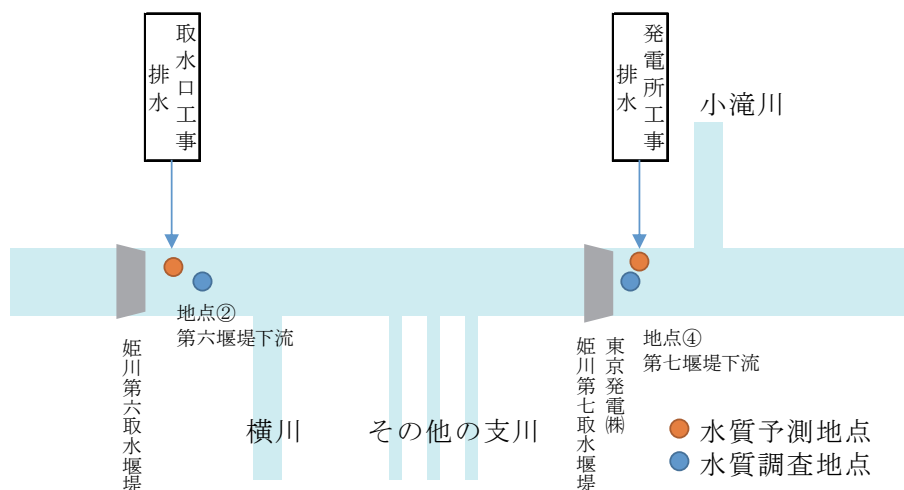 取水口工事
排水
発電所工事
排水
小滝川
地点②
第六堰堤下流
地点④
第七堰堤下流
姫川第六取水堰堤
東京発電㈱
姫川第七取水堰堤
横川
その他の支川
水質予測地点
水質調査地点